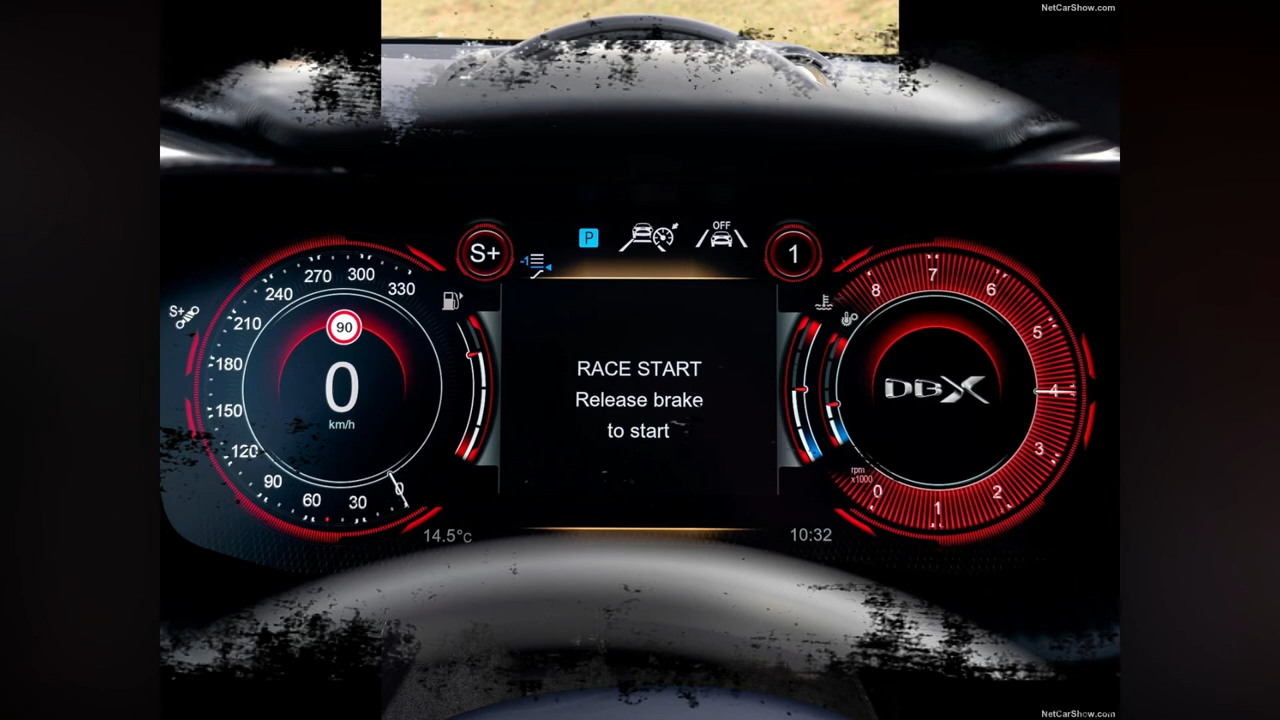 NetCarShow.com
OFF
P
S+
1
-1
270
300
240
330
S+
210
90
180
0
150
km/h
120
90
60
30
0
14.5°C
RACE START
Release brake
to start
7
8
6
5
DBX
4
3
rpm
x1000
0
2
1
10:32
NetCarShow.com